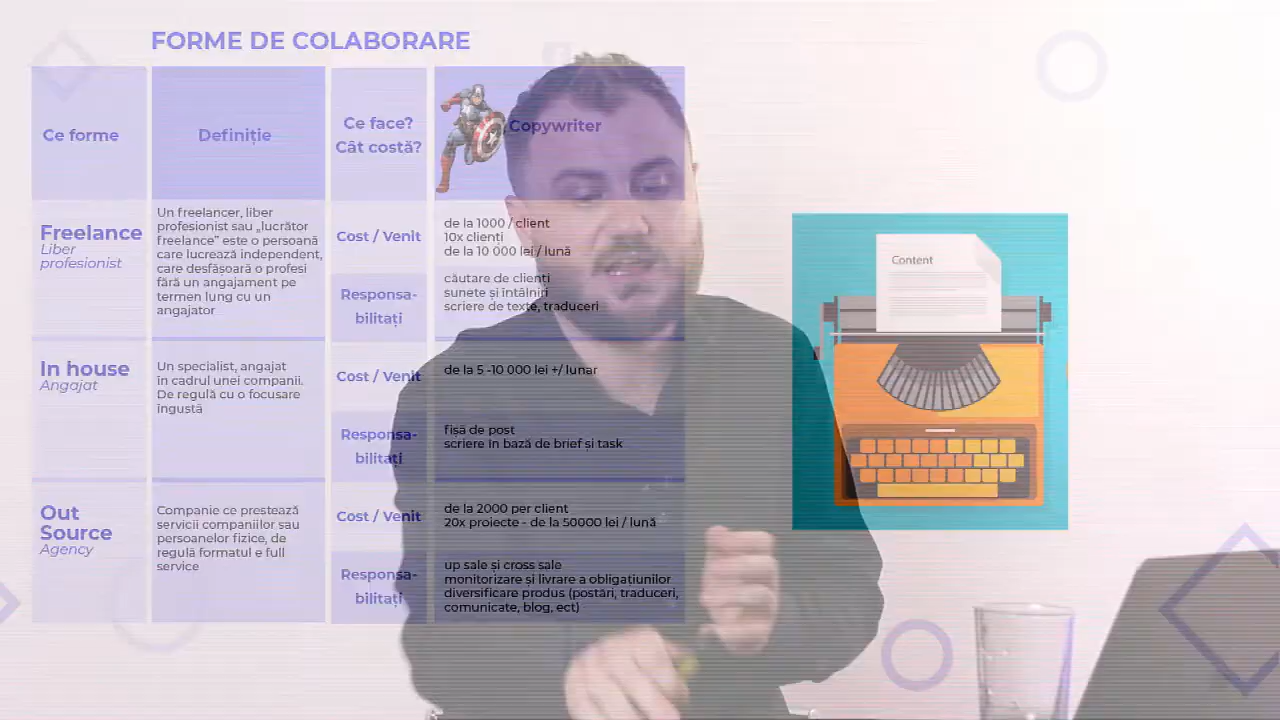 FORME DE COLABORARE
Ce forme
Definiție
Ce face?
Cât costă?
Copywriter
Freelance
Liber
profesionist
Un freelancer, liber
profesionist sau „lucrător
freelance” este o persoană
care lucrează independent,
care desfășoară o profesi
fără un angajament pe
termen lung cu un
angajator
Cost / Venit
de la 1000 / client
10x clienți
de la 10 000 lei / lună
Responsa-
bilități
căutare de clienți
sunete și întâlniri
scriere de texte, traduceri
In house
Angajat
Un specialist, angajat
în cadrul unei companii.
De regulă cu o focusare
îngustă
Cost / Venit
de la 5 -10 000 lei +/ lunar
Responsa-
bilități
fișă de post
scriere în bază de brief și task
Out
Source
Agency
Companie ce prestează
servicii companiilor sau
persoanelor fizice, de
regulă formatul e full
service
Cost / Venit
de la 2000 per client
20x proiecte - de la 50000 lei / lună
Responsa-
bilități
up sale și cross sale
monitorizare și livrare a obligațiunilor
diversificare produs (postări, traduceri,
comunicate, blog, ect)
Content